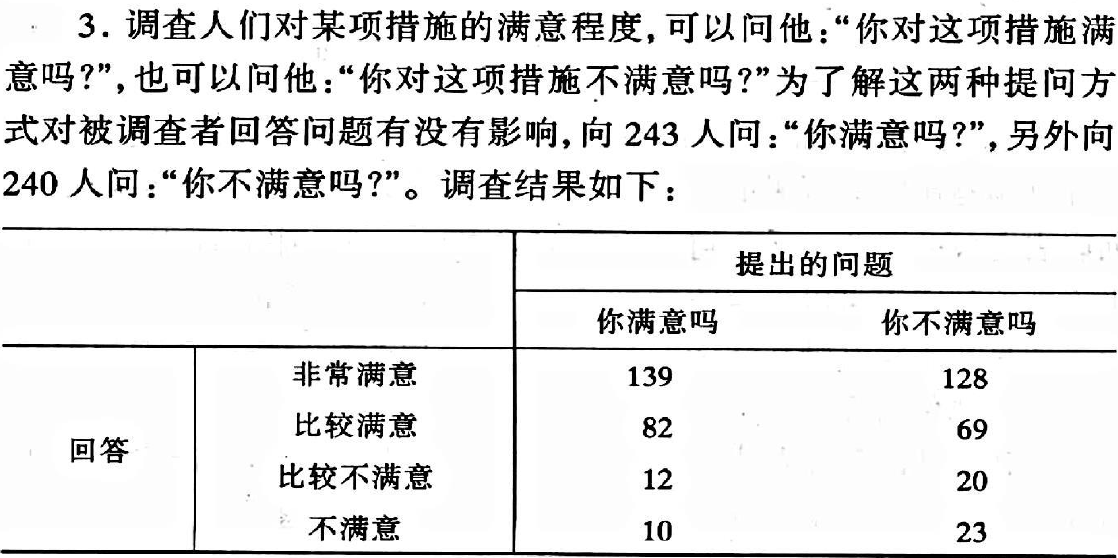 3. 调查人们对某项措施的满意程度,可以问他:“你对这项措施满
意吗?”,也可以问他:“你对这项措施不满意吗?”为了解这两种提问方
式对被调查者回答问题有没有影响,向 243 人问:“你满意吗?”,另外向
240 人问:“你不满意吗?”。调查结果如下:
提出的问题
你满意吗 你不满意吗
回答
非常满意 139 128
比较满意 82 69
比较不满意 12 20
不满意 10 23